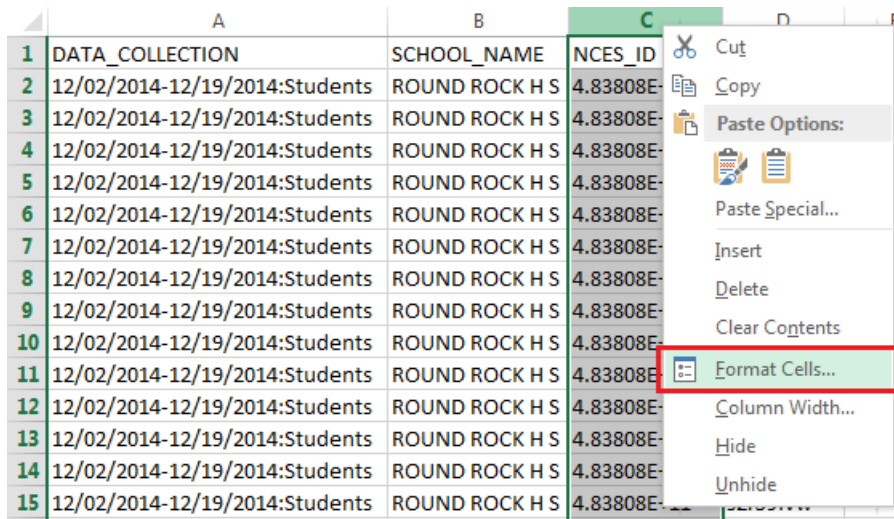 A B C D
1 DATA_COLLECTION SCHOOL_NAME NCES_ID
2 12/02/2014-12/19/2014:Students ROUND ROCK H S 4.83808E+
3 12/02/2014-12/19/2014:Students ROUND ROCK H S 4.83808E-
4 12/02/2014-12/19/2014:Students ROUND ROCK H S 4.83808E-
5 12/02/2014-12/19/2014:Students ROUND ROCK H S 4.83808E-
6 12/02/2014-12/19/2014:Students ROUND ROCK H S 4.83808E-
7 12/02/2014-12/19/2014:Students ROUND ROCK H S 4.83808E-
8 12/02/2014-12/19/2014:Students ROUND ROCK H S 4.83808E-
9 12/02/2014-12/19/2014:Students ROUND ROCK H S 4.83808E-
10 12/02/2014-12/19/2014:Students ROUND ROCK H S 4.83808E-
11 12/02/2014-12/19/2014:Students ROUND ROCK H S 4.83808E
12 12/02/2014-12/19/2014:Students ROUND ROCK H S 4.83808E-
13 12/02/2014-12/19/2014:Students ROUND ROCK H S 4.83808E-
14 12/02/2014-12/19/2014:Students ROUND ROCK H S 4.83808E-
15 12/02/2014-12/19/2014:Students ROUND ROCK H S 4.83808E+11
Cut
Copy
Paste Options:
Paste Special...
Insert
Delete
Clear Contents
Format Cells...
Column Width...
Hide
Unhide